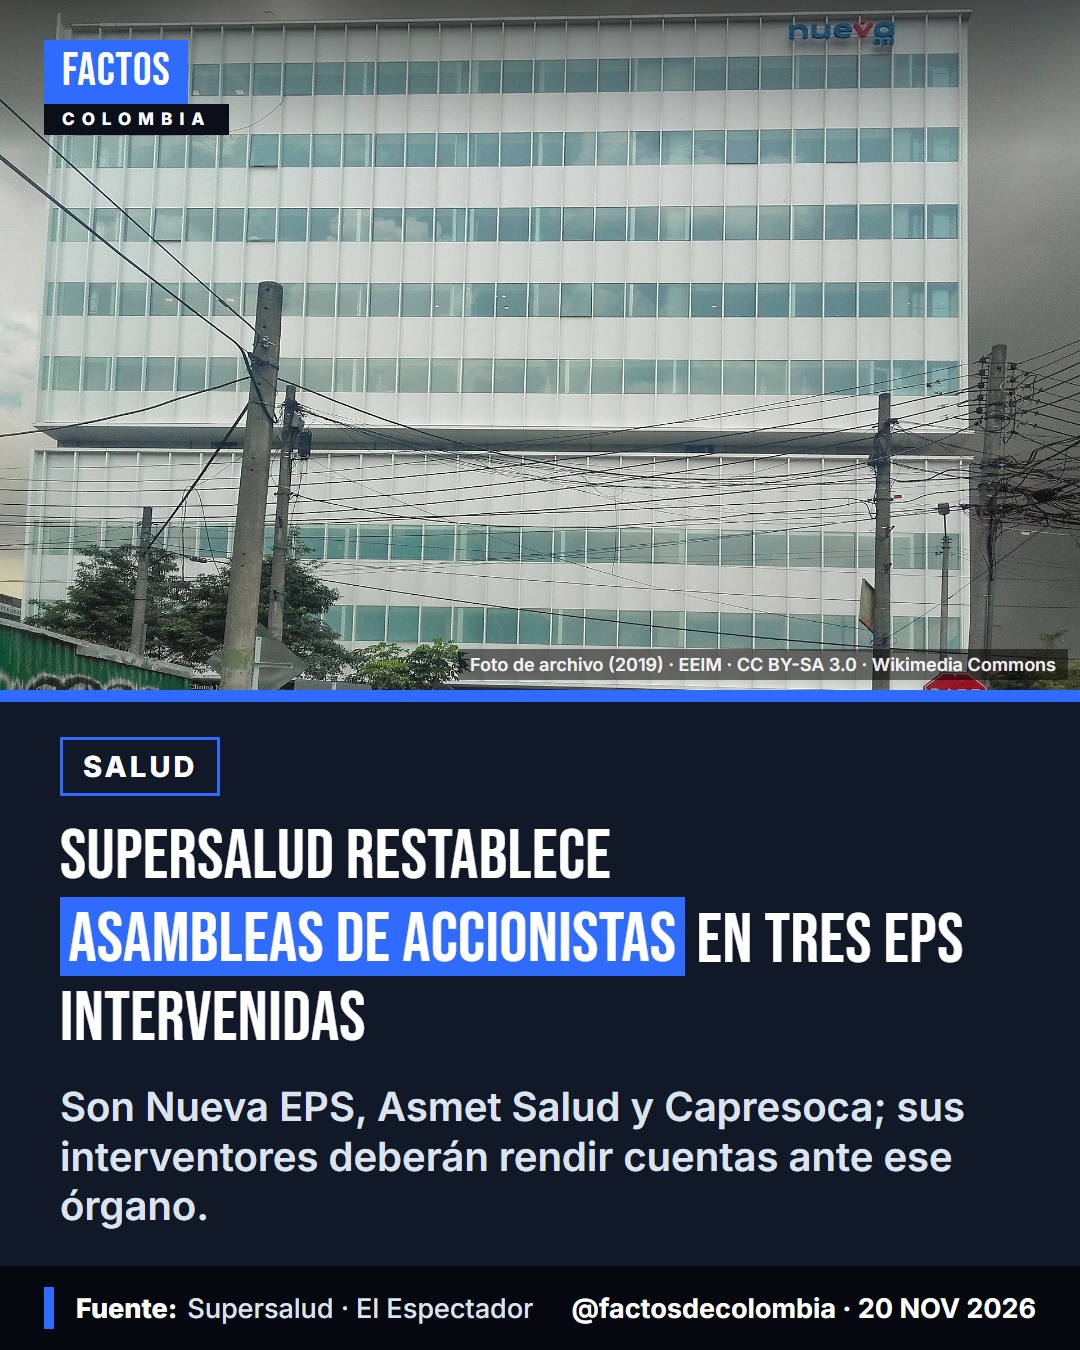 nueva
eps
FACTOS
COLOMBIA
Foto de archivo (2019) · EEIM · CC BY-SA 3.0 · Wikimedia Commons
SALUD
SUPERSALUD RESTABLECE
ASAMBLEAS DE ACCIONISTAS EN TRES EPS
INTERVENIDAS
Son Nueva EPS, Asmet Salud y Capresoca; sus
interventores deberán rendir cuentas ante ese
órgano.
Fuente: Supersalud · El Espectador @factosdecolombia · 20 NOV 2026